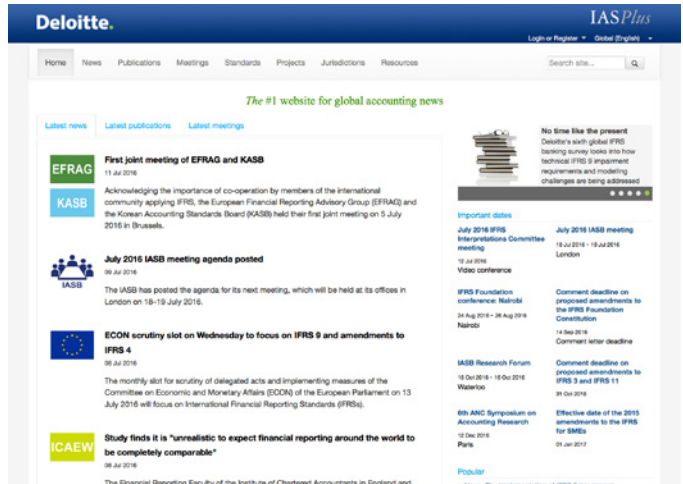 Deloitte.
IAS Plus
Login or Register
Global (English)
Home News Publications Meetings Standards Projects Jurisdictions Resources
Search site...
The #1 website for global accounting news
Latest news Latest publications Latest meetings
EFRAG
KASB
First joint meeting of EFRAG and KASB
11 Jul 2016
Acknowledging the importance of co-operation by members of the international
community applying IFRS, the European Financial Reporting Advisory Group (EFRAG) and
the Korean Accounting Standards Board (KASB) held their first joint meeting on 5 July
2016 in Brussels.
IASB
July 2016 IASB meeting agenda posted
09 Jul 2016
The IASB has posted the agenda for its next meeting, which will be held at its offices in
London on 18–19 July 2016.
ECON scrutiny slot on Wednesday to focus on IFRS 9 and amendments to
IFRS 4
08 Jul 2016
The monthly slot for scrutiny of delegated acts and implementing measures of the
Committee on Economic and Monetary Affairs (ECON) of the European Parliament on 13
July 2016 will focus on International Financial Reporting Standards (IFRSs).
ICAEW
Study finds it is "unrealistic to expect financial reporting around the world to
be completely comparable"
08 Jul 2016
The Financial Reporting Faculty of the Institute of Chartered Accountants in England and
No time like the present
Deloitte's sixth global IFRS
banking survey looks into how
technical IFRS 9 impairment
requirements and modelling
challenges are being addressed
Important dates
July 2016 IFRS
Interpretations Committee
meeting
12 Jul 2016
Video conference
July 2016 IASB meeting
18 Jul 2016 - 19 Jul 2016
London
IFRS Foundation
conference: Nairobi
24 Aug 2016 - 26 Aug 2016
Nairobi
Comment deadline on
proposed amendments to
the IFRS Foundation
Constitution
14 Sep 2016
Comment letter deadline
IASB Research Forum
15 Oct 2016 - 16 Oct 2016
Waterloo
Comment deadline on
proposed amendments to
IFRS 3 and IFRS 11
31 Oct 2016
6th ANC Symposium on
Accounting Research
12 Dec 2016
Paris
Effective date of the 2015
amendments to the IFRS
for SMEs
01 Jan 2017
Popular